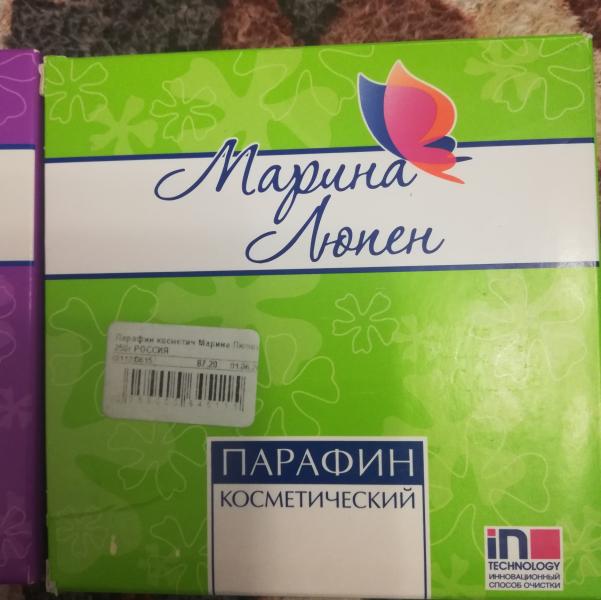 Марина
Люпен
Парафин косметич Марина Люпен
250г РОССИЯ
87.20
ПАРАФИН
КОСМЕТИЧЕСКИЙ
in
TECHNOLOGY
ИННОВАЦИОННЫЙ
СПОСОБ ОЧИСТКИ